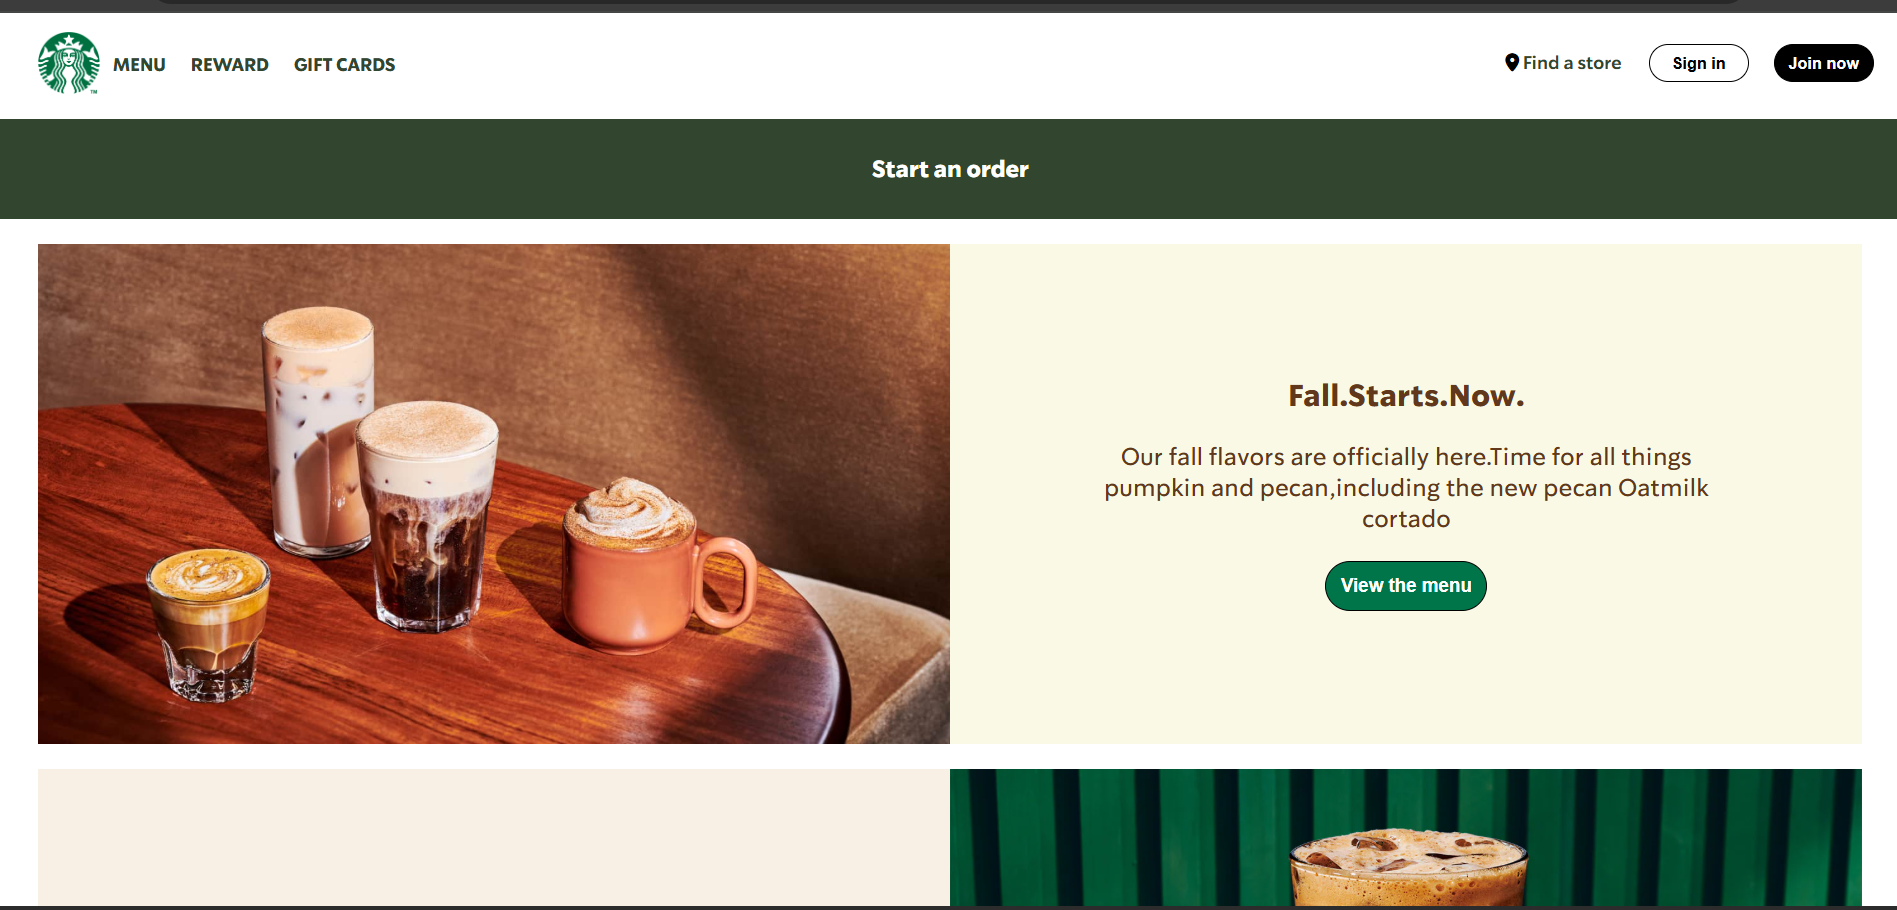 MENU REWARD GIFT CARDS Find a store Sign in Join now
Start an order
Fall.Starts.Now.
Our fall flavors are officially here.Time for all things
pumpkin and pecan,including the new pecan Oatmilk
cortado
View the menu
TM